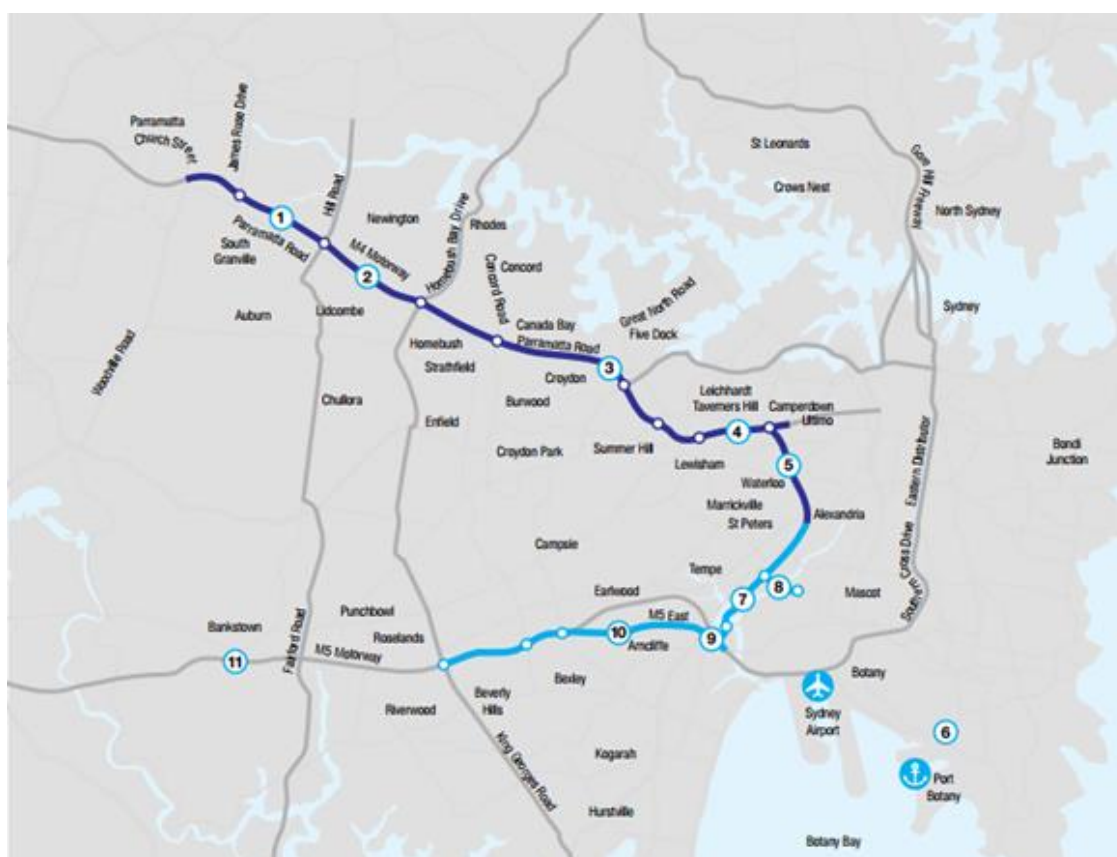 Parramatta
Church Street
James Ruse Drive
Hill Road
1
South
Granville
Parramatta Road
M4 Motorway
Newington
2
Homebush Bay Drive
Rhodes
Concord
Concord Road
St Leonards
Crows Nest
Gore Hill Freeway
North Sydney
Sydney
Auburn
Lidcombe
Homebush
Strathfield
Canada Bay
Parramatta Road
Great North Road
Five Dock
3
Croydon
Burwood
Woodville Road
Chullora
Enfield
Croydon Park
Summer Hill
Leichhardt
Taverners Hill
4
Camperdown
Ultimo
Lewisham
5
Waterloo
Marrickville
St Peters
Alexandria
Eastern Distributor
Bondi
Junction
Campsie
Tempe
8
7
Mascot
Southern Cross Drive
Earlwood
M5 East
9
10
Arncliffe
Punchbowl
Bankstown
Roselands
11
Fairford Road
M5 Motorway
Bexley
Beverly
Hills
Riverwood
King Georges Road
Kogarah
Hurstville
Botany
Sydney
Airport
6
Port
Botany
Botany Bay